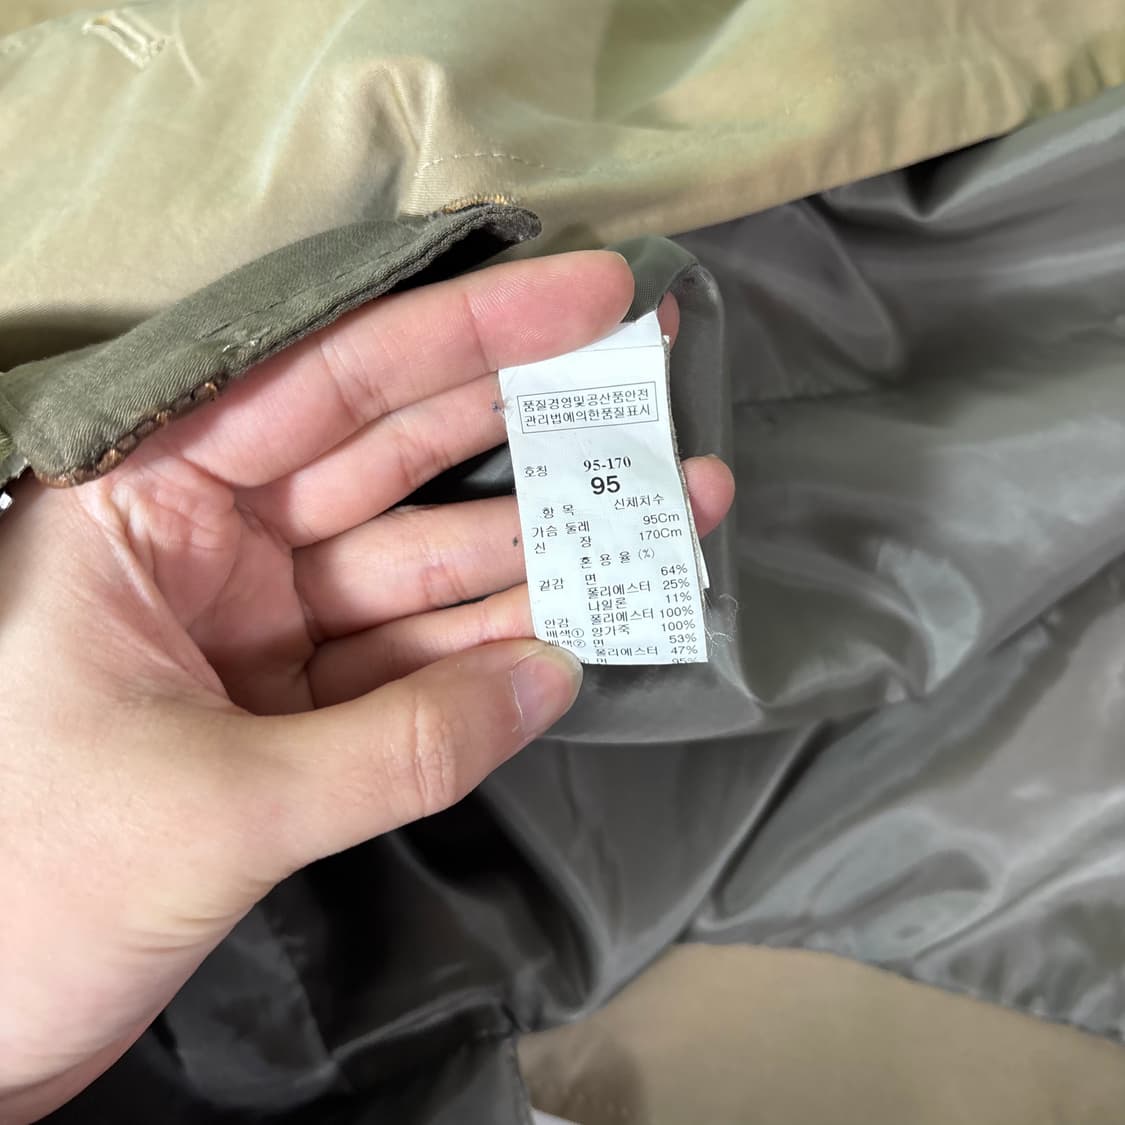 품질경영및공산품안전
관리법에의한품질표시
호칭 95-170
95
항 목 신체치수
가슴 둘레 95Cm
신 장 170Cm
혼 용 율 (%)
겉감 면 64%
폴리에스터 25%
나일론 11%
안감 폴리에스터 100%
배색① 양가죽 100%
배색② 면 53%
폴리에스터 47%
면 95%